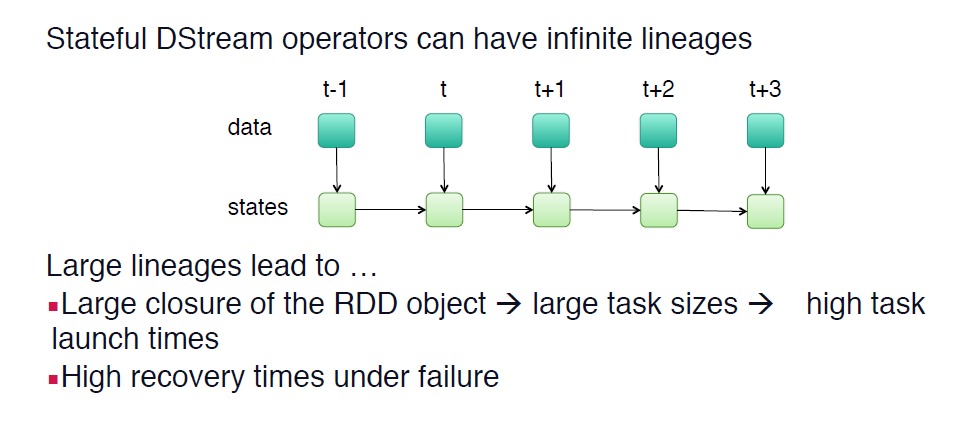 Stateful DStream operators can have infinite lineages
t-1 t t+1 t+2 t+3
data
states
Large lineages lead to …
▪Large closure of the RDD object → large task sizes → high task
launch times
▪High recovery times under failure